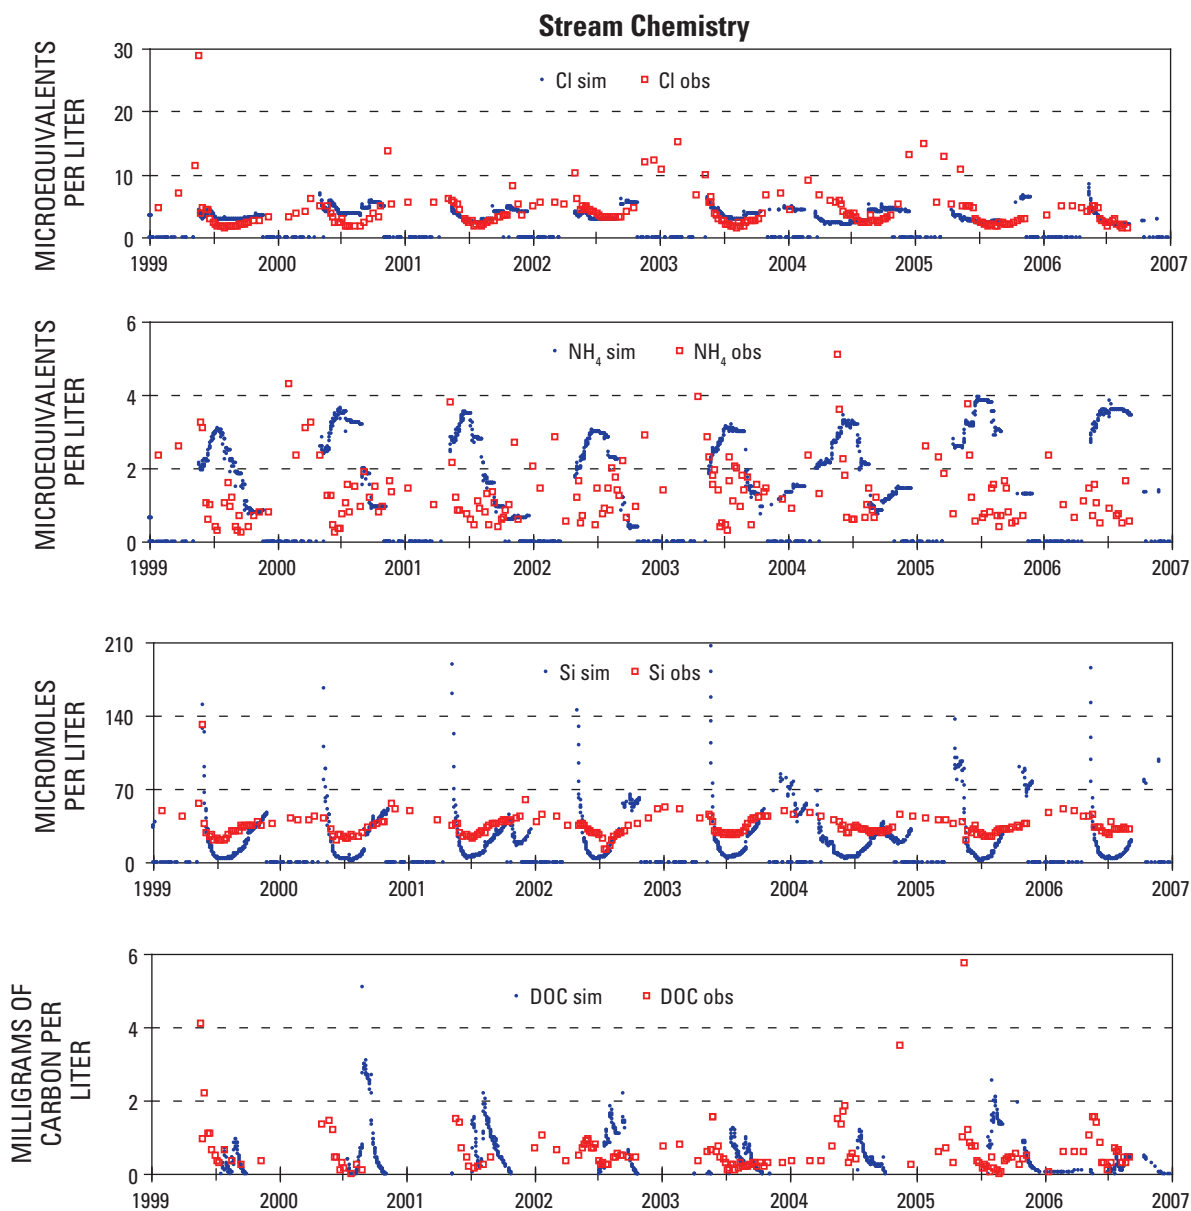 Stream Chemistry
MICROEQUIVALENTS
PER LITER
30
20
10
0
Cl sim
Cl obs
1999 2000 2001 2002 2003 2004 2005 2006 2007
MICROEQUIVALENTS
PER LITER
6
4
2
0
NH4 sim
NH4 obs
1999 2000 2001 2002 2003 2004 2005 2006 2007
MICROMOLES
PER LITER
210
140
70
0
Si sim
Si obs
1999 2000 2001 2002 2003 2004 2005 2006 2007
MILLIGRAMS OF
CARBON PER
LITER
6
4
2
0
DOC sim
DOC obs
1999 2000 2001 2002 2003 2004 2005 2006 2007